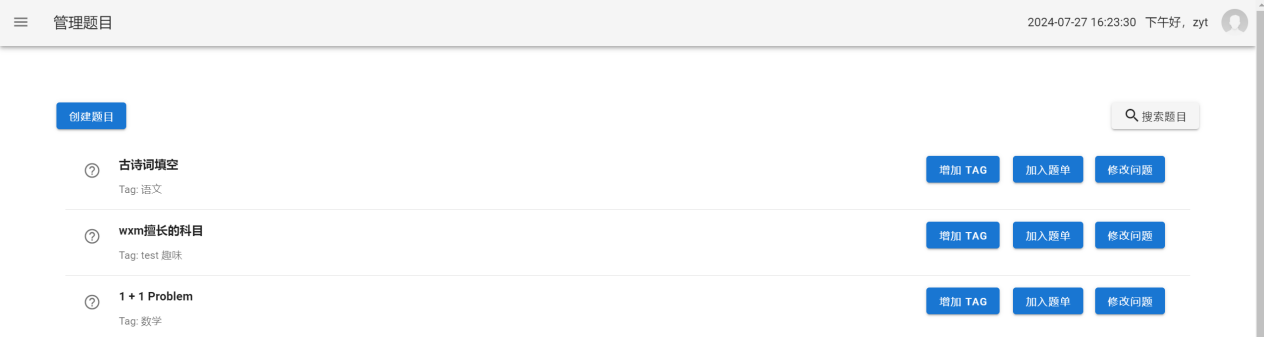 管理题目
2024-07-27 16:23:30 下午好，zyt
创建题目
搜索题目
古诗词填空
Tag: 语文
增加 TAG 加入题单 修改问题
wxm擅长的科目
Tag: test 趣味
增加 TAG 加入题单 修改问题
1 + 1 Problem
Tag: 数学
增加 TAG 加入题单 修改问题